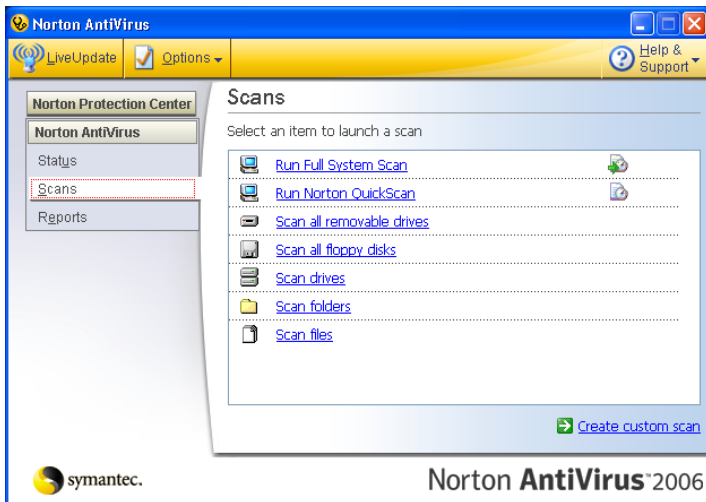 Norton AntiVirus
LiveUpdate
Options
Help &
Support
Norton Protection Center
Norton AntiVirus
Status
Scans
Reports
Scans
Select an item to launch a scan
Run Full System Scan
Run Norton QuickScan
Scan all removable drives
Scan all floppy disks
Scan drives
Scan folders
Scan files
Create custom scan
symantec.
Norton AntiVirus™2006